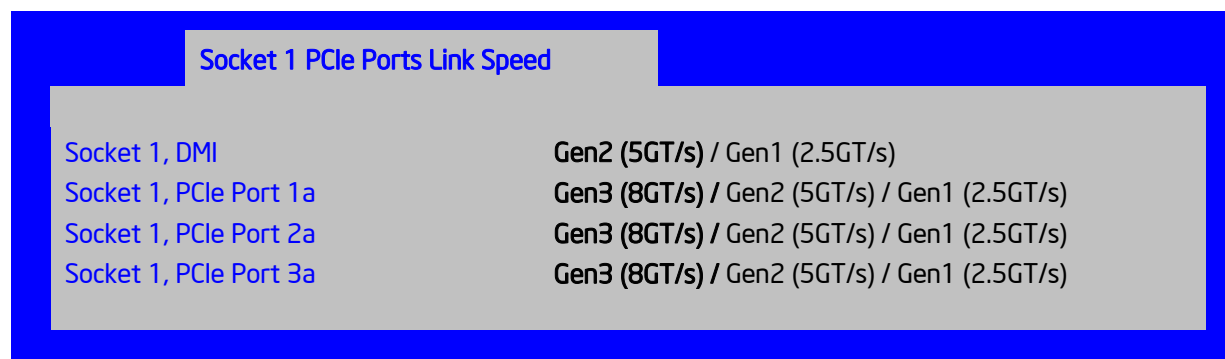 Socket 1 PCIe Ports Link Speed
Socket 1, DMI Gen2 (5GT/s) / Gen1 (2.5GT/s)
Socket 1, PCIe Port 1a Gen3 (8GT/s) / Gen2 (5GT/s) / Gen1 (2.5GT/s)
Socket 1, PCIe Port 2a Gen3 (8GT/s) / Gen2 (5GT/s) / Gen1 (2.5GT/s)
Socket 1, PCIe Port 3a Gen3 (8GT/s) / Gen2 (5GT/s) / Gen1 (2.5GT/s)